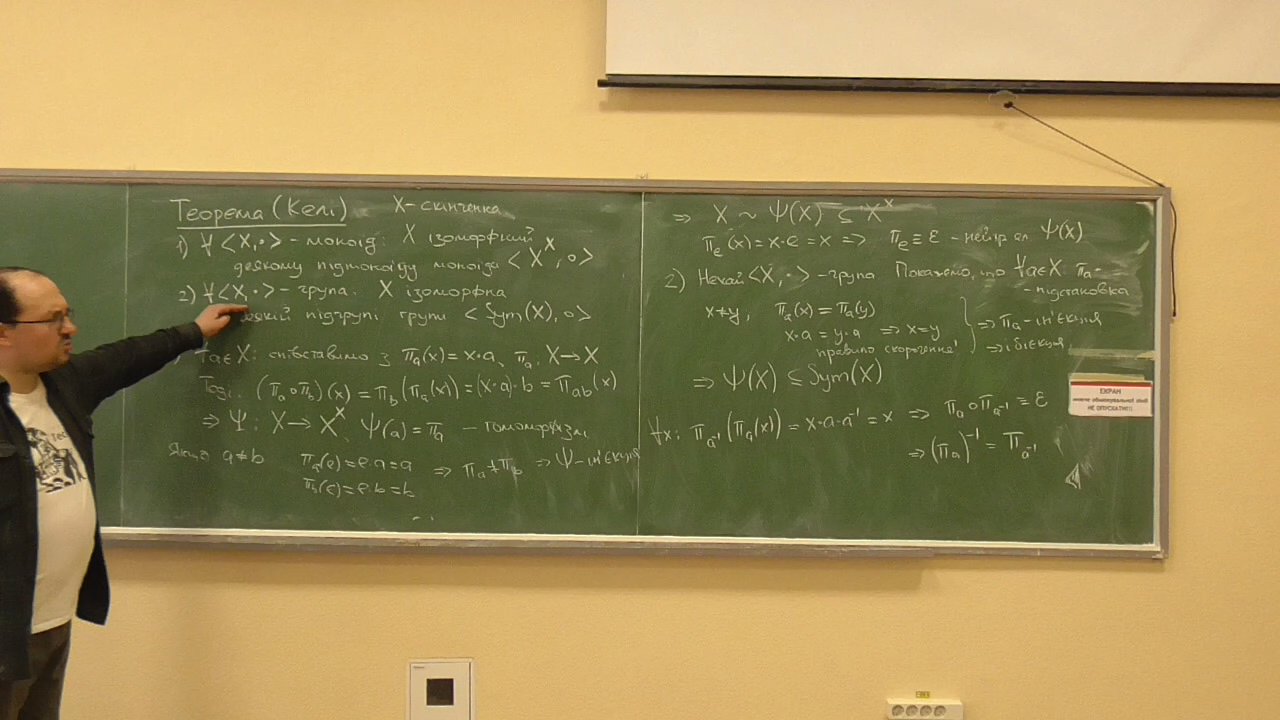 Теорема (Келі) X – скінченна
1) ∀ <X, ·> – моноїд: X ізоморфний
деякому підмоноїду моноїда <X^X, ∘>
2) ∀ <X, ·> – група: X ізоморфна
деякій підгрупі групи <Sym(X), ∘>
∀a∈X: співставимо з π_a(x) = x·a, π_a: X→X
Тоді (π_a∘π_b)(x) = π_b(π_a(x)) = (x·a)·b = π_ab(x)
⇒ Ψ: X→X^X, Ψ(a) = π_a – гомоморфізм
Якщо a≠b π_a(e) = e·a = a ⇒ π_a≠π_b ⇒ Ψ – ін'єкція
π_b(e) = e·b = b
⇒ X ~ Ψ(X) ⊆ X^X
π_e(x) = x·e = x ⇒ π_e ≡ ε – нейтр. ел. Ψ(X)
2) Нехай <X, ·> – група. Покажемо, що ∀a∈X: π_a –
– підстановка
x≠y, π_a(x) = π_a(y) ⇒ π_a – ін'єкція
x·a = y·a ⇒ x=y
правило скорочення! ⇒ і бієкція
⇒ Ψ(X) ≤ Sym(X)
∀x: π_{a^{-1}}(π_a(x)) = x·a·a^{-1} = x ⇒ π_a∘π_{a^{-1}} ≡ ε
⇒ (π_a)^{-1} = π_{a^{-1}}
ЕКРАН
НЕ ОПУСКАТИ!!!